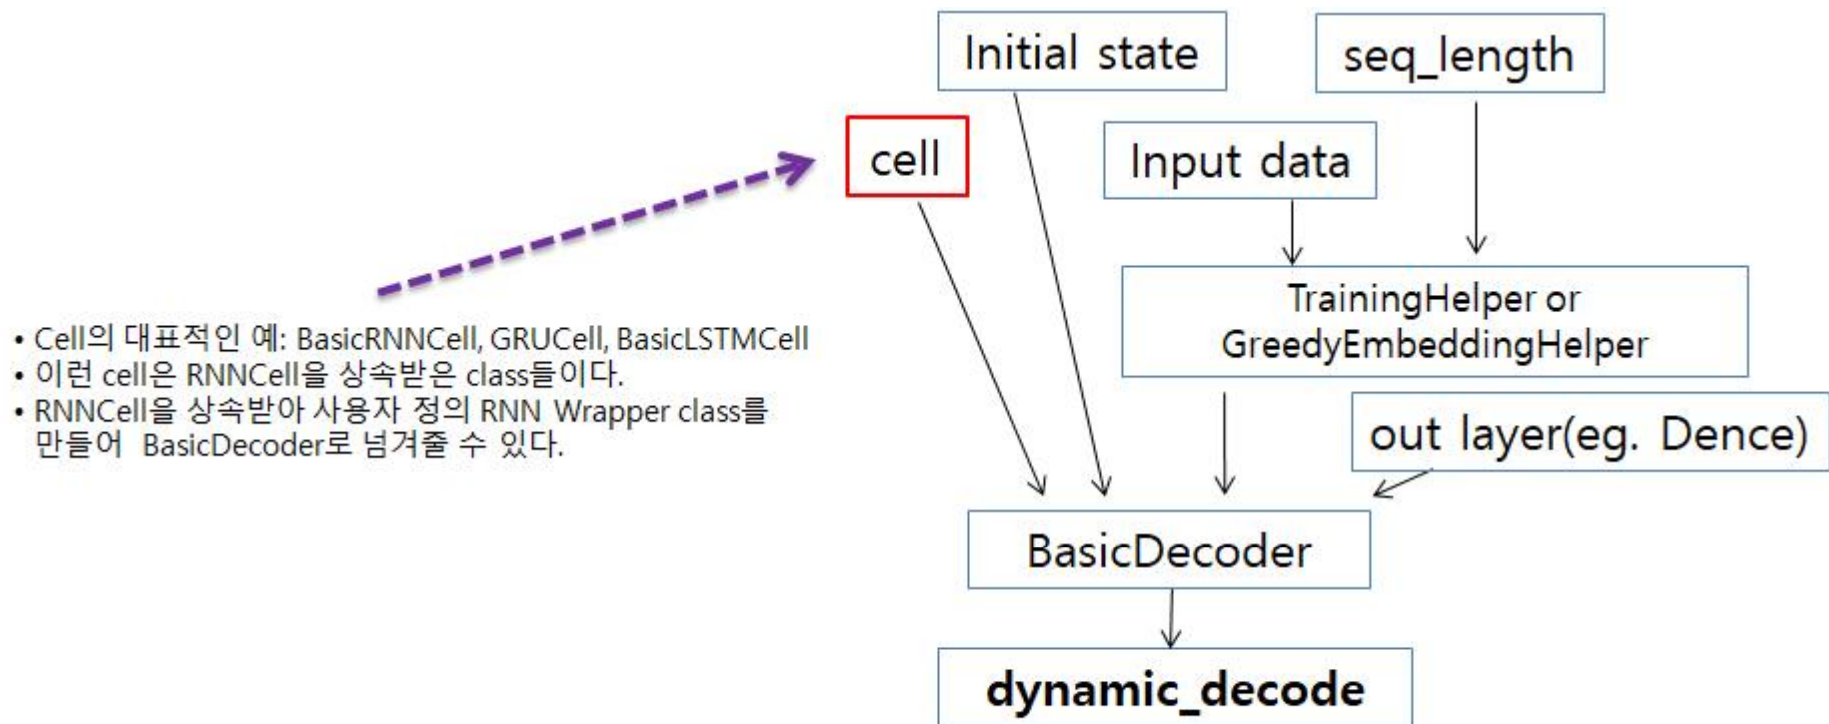 Initial state
seq_length
cell
Input data
TrainingHelper or
GreedyEmbeddingHelper
• Cell의 대표적인 예: BasicRNNCell, GRUCell, BasicLSTMCell
• 이런 cell은 RNNCell을 상속받은 class들이다.
• RNNCell을 상속받아 사용자 정의 RNN Wrapper class를
만들어 BasicDecoder로 넘겨줄 수 있다.
out layer(eg. Dence)
BasicDecoder
dynamic_decode